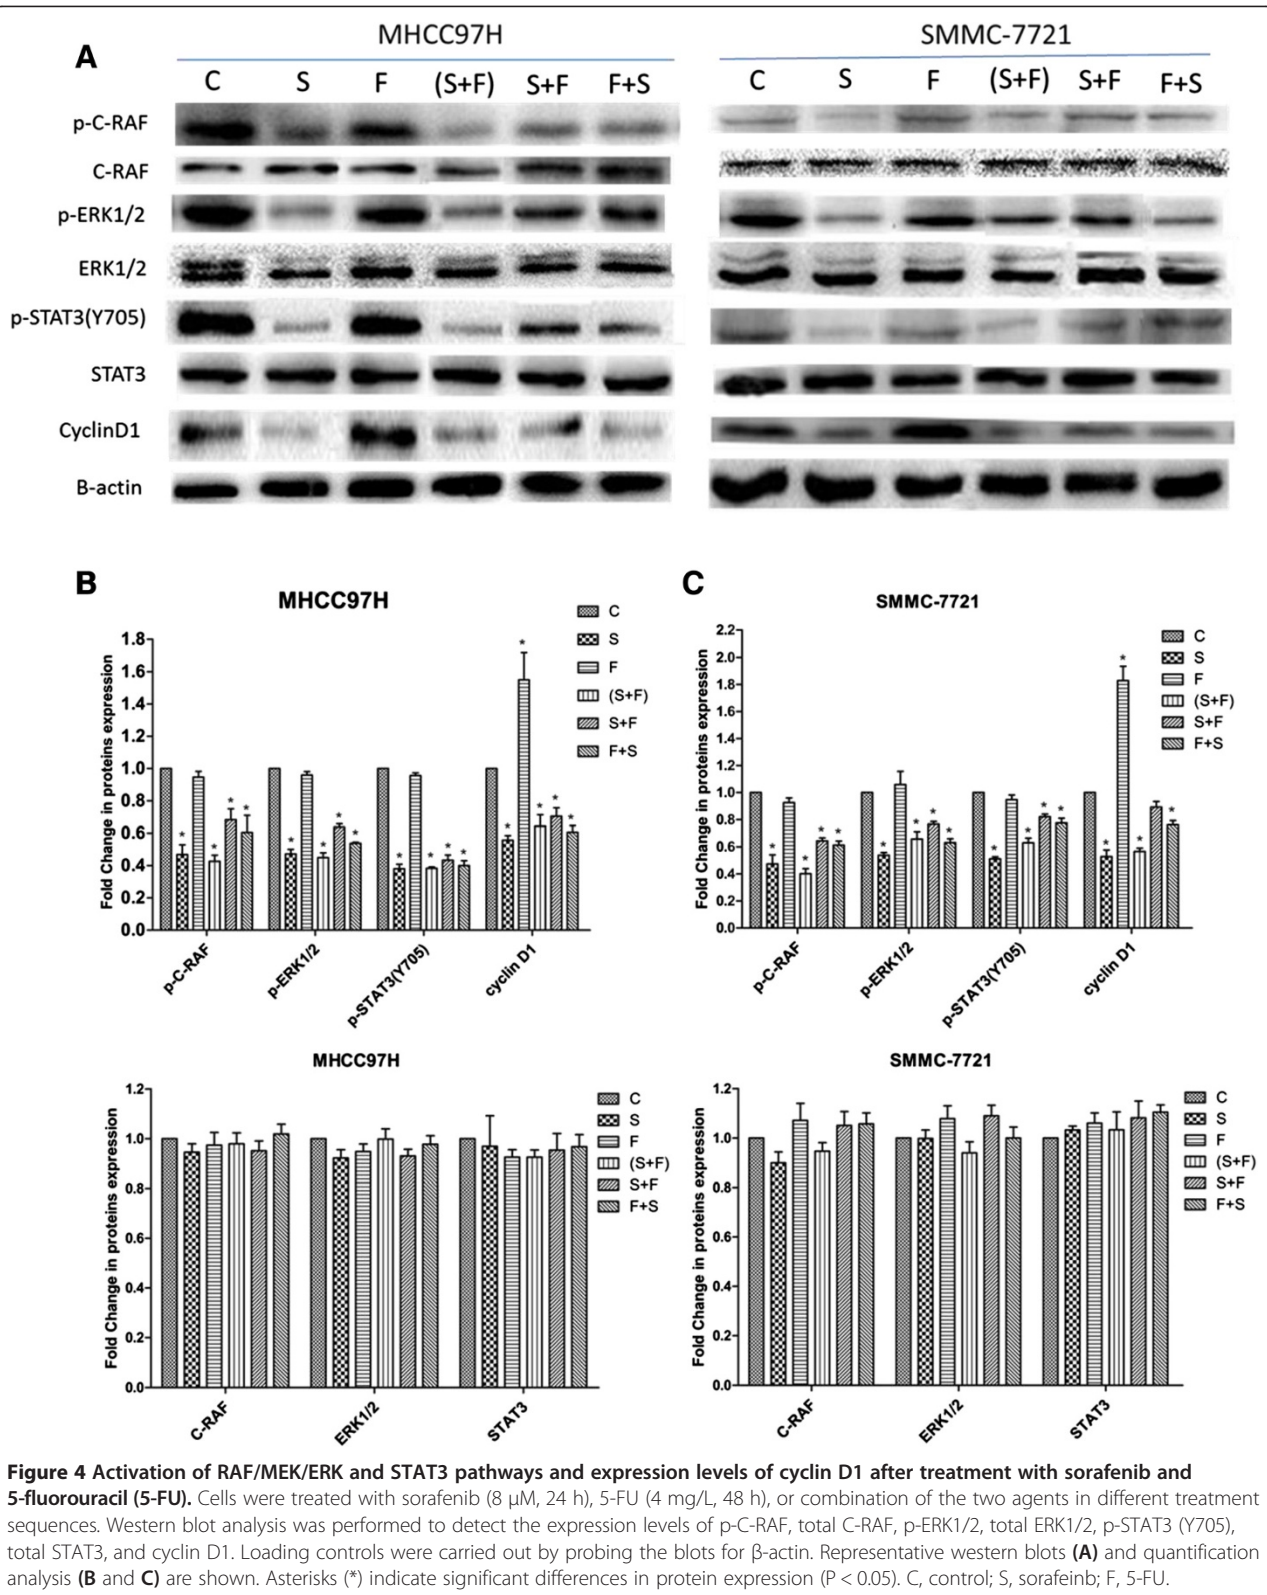 A
MHCC97H
SMMC-7721
C S F (S+F) S+F F+S
C S F (S+F) S+F F+S
p-C-RAF
C-RAF
p-ERK1/2
ERK1/2
p-STAT3(Y705)
STAT3
CyclinD1
B-actin
B
MHCC97H
Fold Change in proteins expression
1.8
1.6
1.4
1.2
1.0
0.8
0.6
0.4
0.2
0.0
* * * * * * * * * * * * * * * * *
p-C-RAF
p-ERK1/2
p-STAT3(Y705)
cyclin D1
C
S
F
(S+F)
S+F
F+S
C
SMMC-7721
Fold Change in proteins expression
2.2
2.0
1.8
1.6
1.4
1.2
1.0
0.8
0.6
0.4
0.2
0.0
* * * * * * * * * * * * * * * *
p-C-RAF
p-ERK1/2
p-STAT3(Y705)
cyclin D1
C
S
F
(S+F)
S+F
F+S
MHCC97H
Fold Change in proteins expression
1.2
1.0
0.8
0.6
0.4
0.2
0.0
C-RAF
ERK1/2
STAT3
C
S
F
(S+F)
S+F
F+S
SMMC-7721
Fold Change in proteins expression
1.2
1.0
0.8
0.6
0.4
0.2
0.0
C-RAF
ERK1/2
STAT3
C
S
F
(S+F)
S+F
F+S
Figure 4 Activation of RAF/MEK/ERK and STAT3 pathways and expression levels of cyclin D1 after treatment with sorafenib and
5-fluorouracil (5-FU). Cells were treated with sorafenib (8 μM, 24 h), 5-FU (4 mg/L, 48 h), or combination of the two agents in different treatment
sequences. Western blot analysis was performed to detect the expression levels of p-C-RAF, total C-RAF, p-ERK1/2, total ERK1/2, p-STAT3 (Y705),
total STAT3, and cyclin D1. Loading controls were carried out by probing the blots for β-actin. Representative western blots (A) and quantification
analysis (B and C) are shown. Asterisks (*) indicate significant differences in protein expression (P < 0.05). C, control; S, sorafeinb; F, 5-FU.